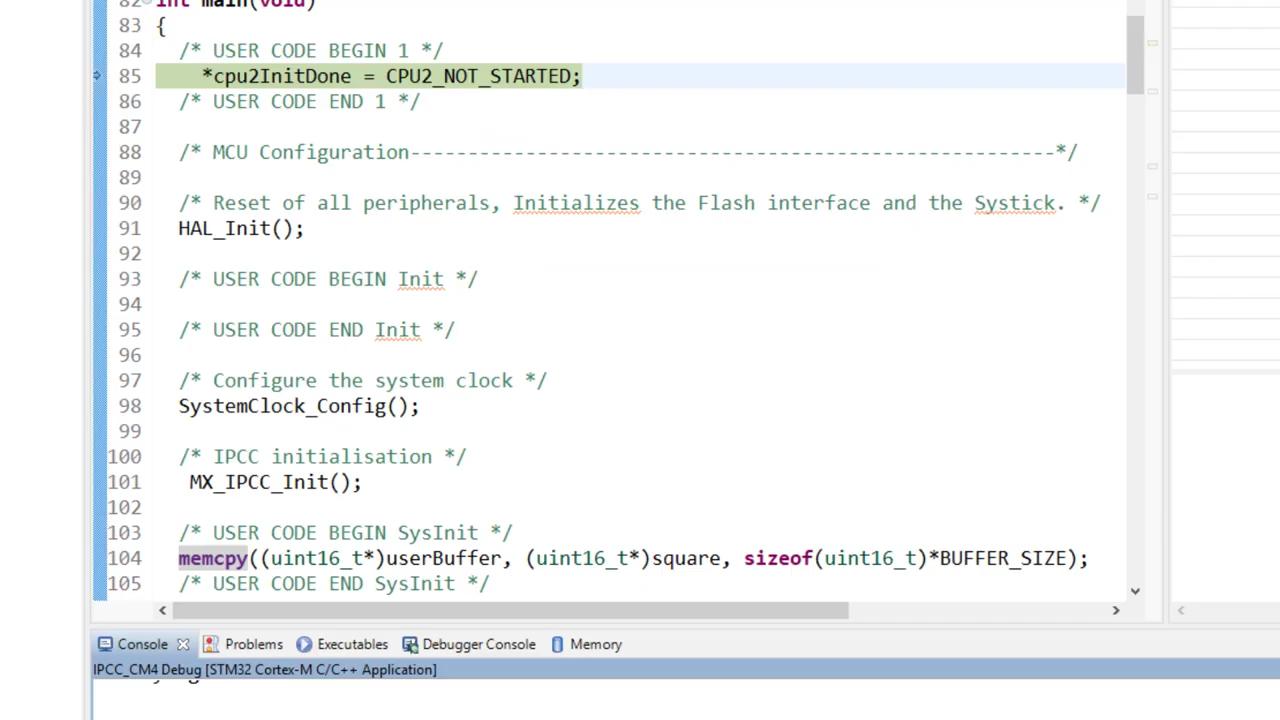 82 int main(void)
83 {
84 /* USER CODE BEGIN 1 */
85 *cpu2InitDone = CPU2_NOT_STARTED;
86 /* USER CODE END 1 */
87
88 /* MCU Configuration--------------------------------------------------------*/
89
90 /* Reset of all peripherals, Initializes the Flash interface and the Systick. */
91 HAL_Init();
92
93 /* USER CODE BEGIN Init */
94
95 /* USER CODE END Init */
96
97 /* Configure the system clock */
98 SystemClock_Config();
99
100 /* IPCC initialisation */
101 MX_IPCC_Init();
102
103 /* USER CODE BEGIN SysInit */
104 memcpy((uint16_t*)userBuffer, (uint16_t*)square, sizeof(uint16_t)*BUFFER_SIZE);
105 /* USER CODE END SysInit */
Console Problems Executables Debugger Console Memory
IPCC_CM4 Debug [STM32 Cortex-M C/C++ Application]